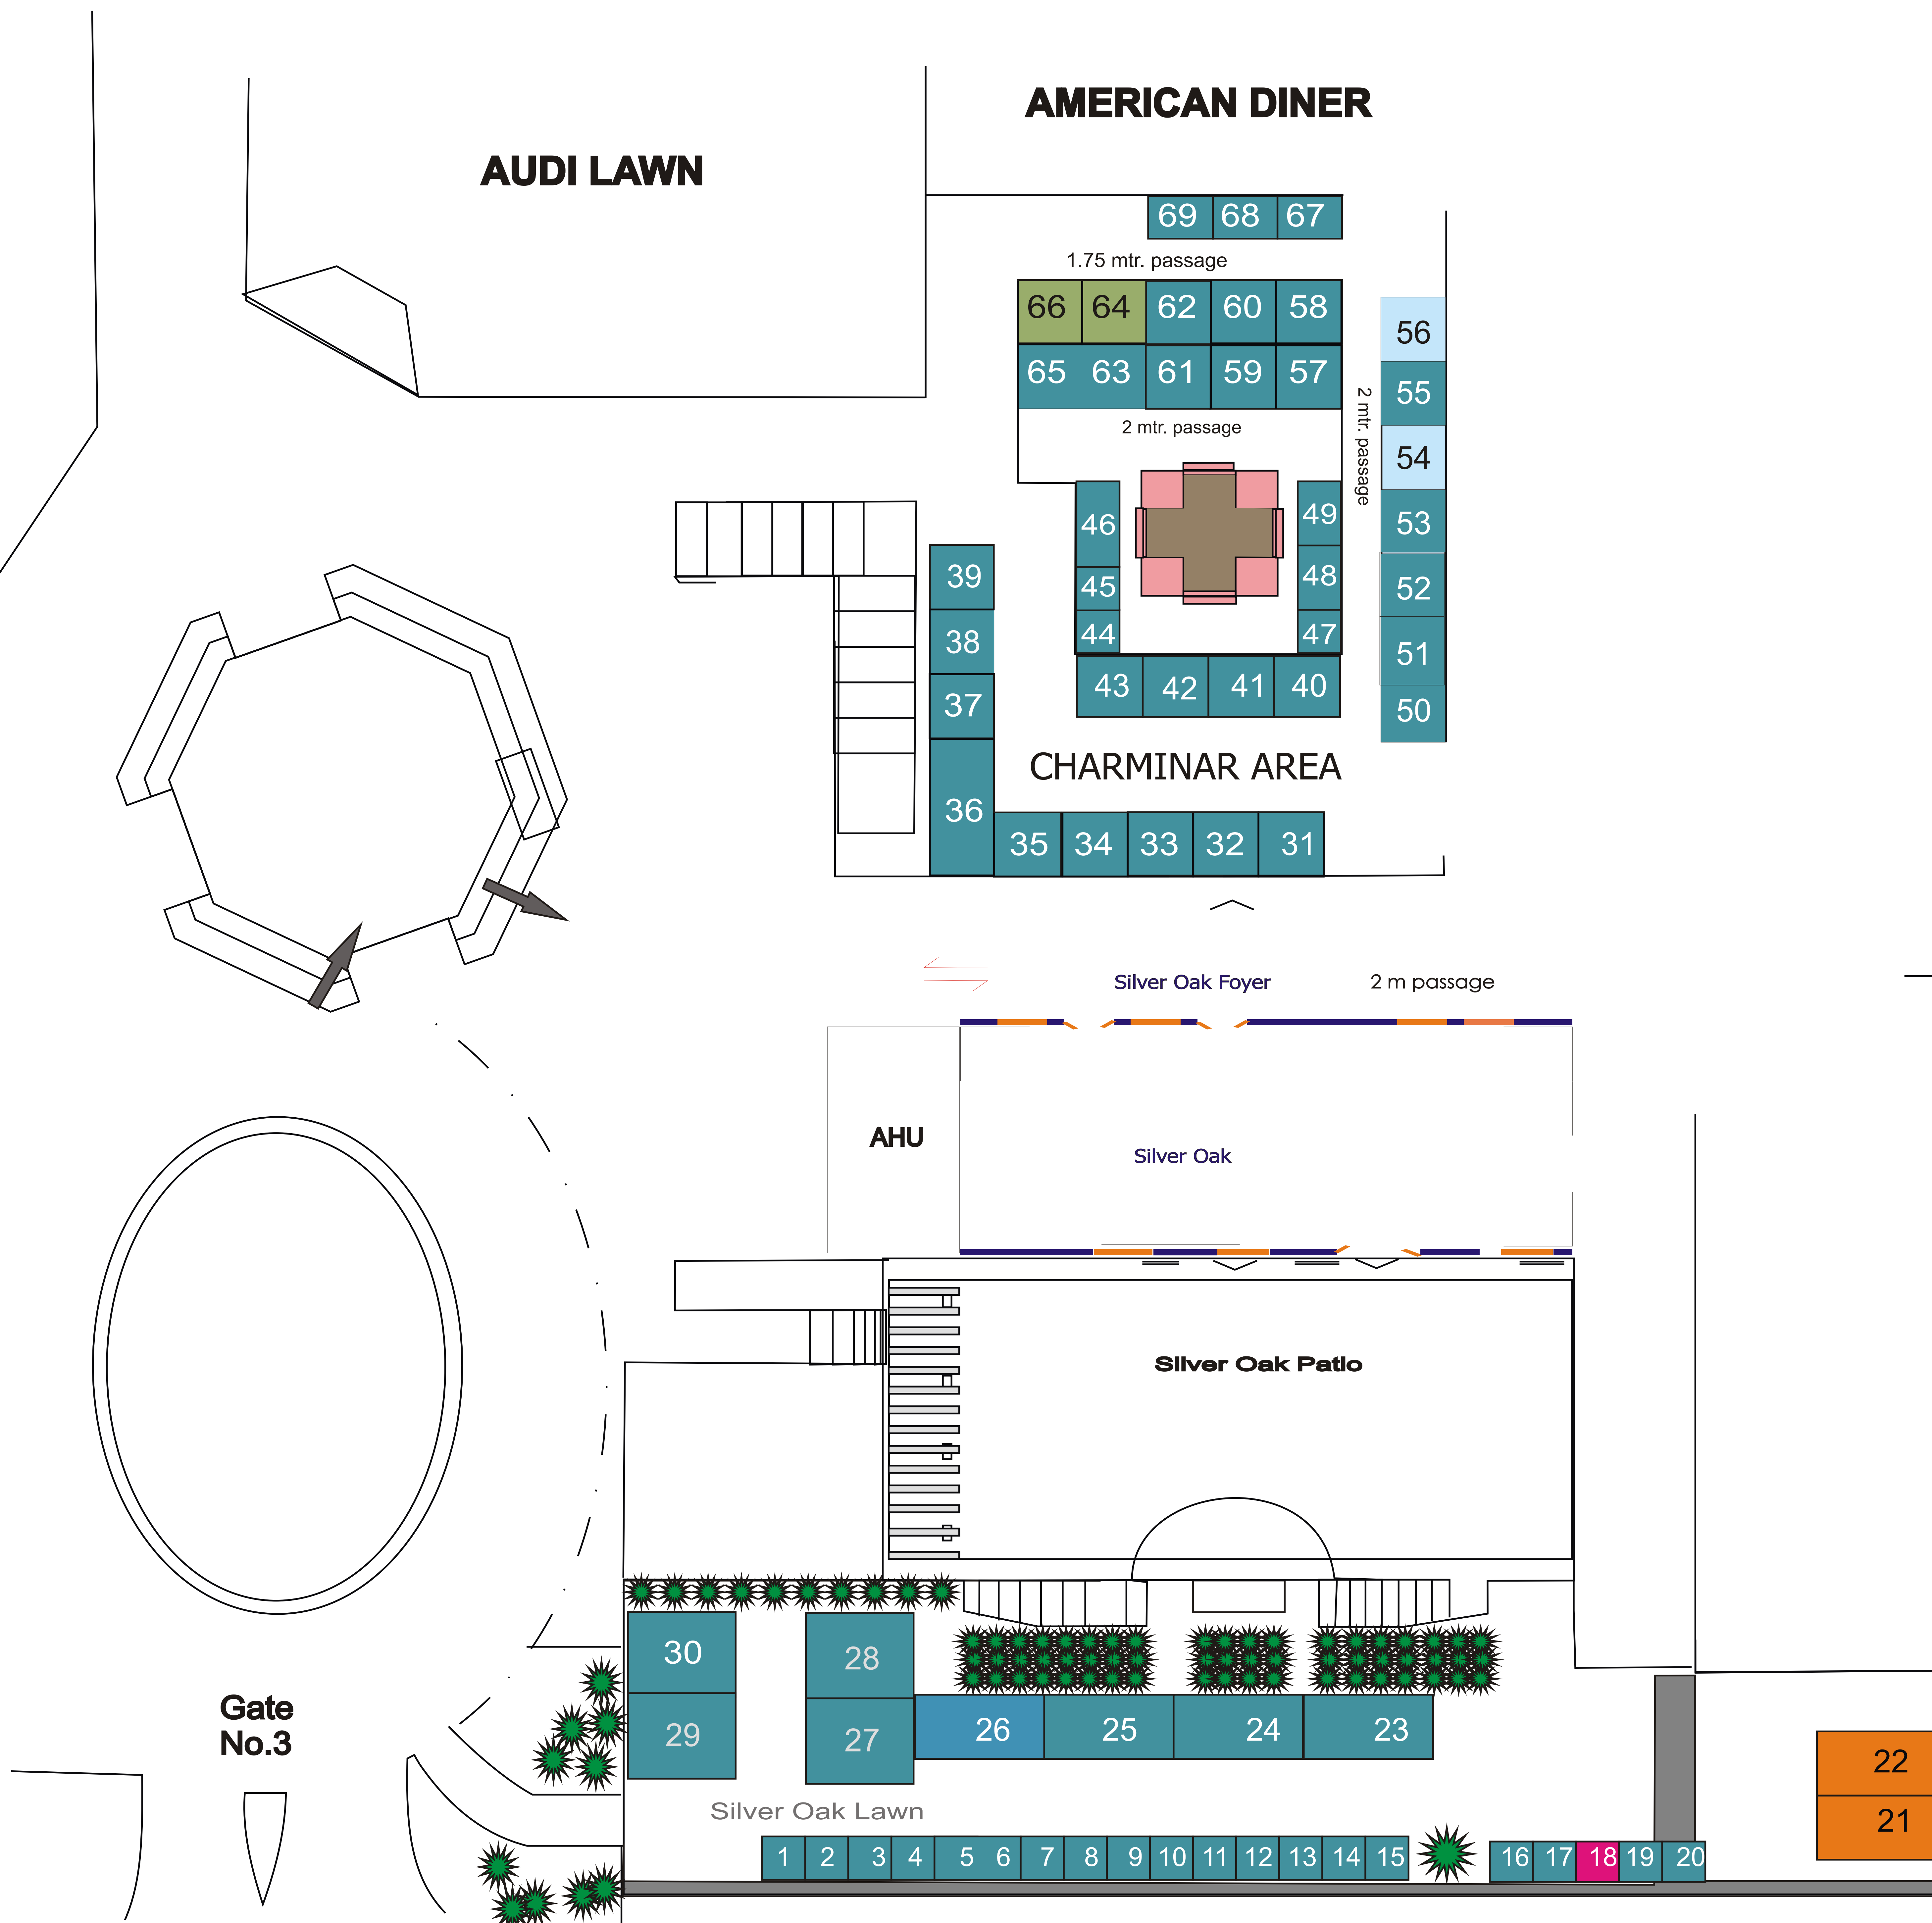 AMERICAN DINER
AUDI LAWN
69 68 67
1.75 mtr. passage
66 64 62 60 58
65 63 61 59 57
2 mtr. passage
2 mtr. passage
56
55
54
53
52
51
50
46
45
44
49
48
47
43 42 41 40
39
38
37
36
CHARMINAR AREA
35 34 33 32 31
Silver Oak Foyer
2 m passage
AHU
Silver Oak
Silver Oak Patio
30
29
28
27
26 25 24 23
Gate
No.3
22
21
Silver Oak Lawn
1 2 3 4 5 6 7 8 9 10 11 12 13 14 15
16 17 18 19 20